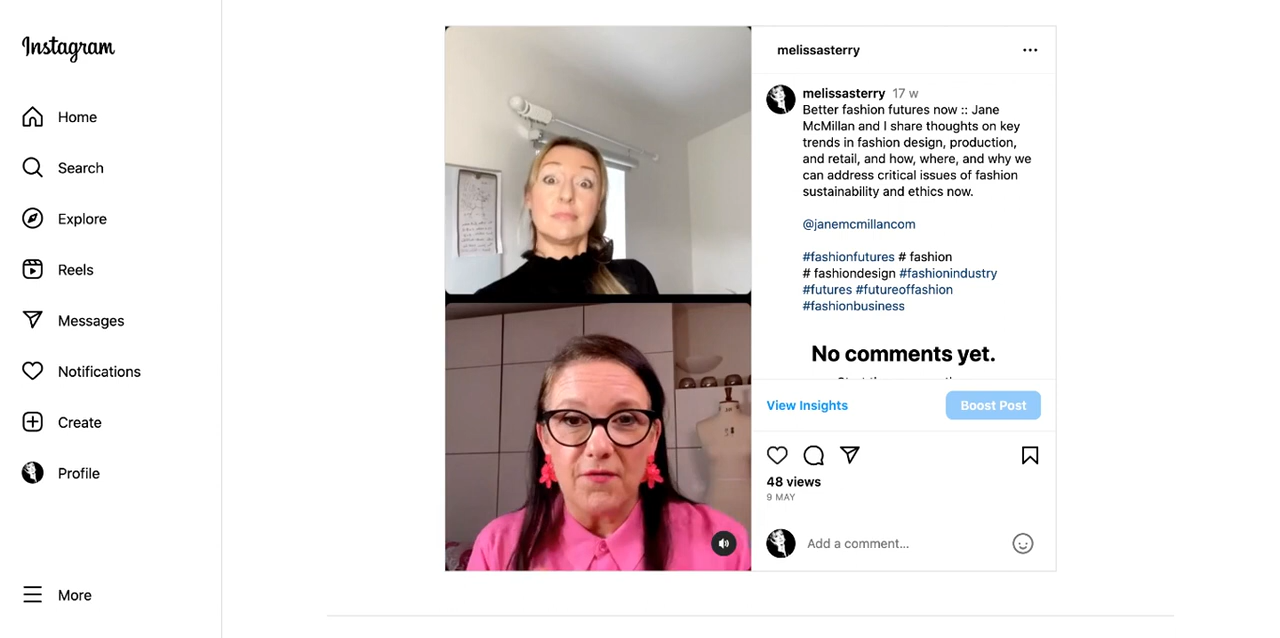 Instagram
Home
Search
Explore
Reels
Messages
Notifications
Create
Profile
More
melissasterry
melissasterry 17 w
Better fashion futures now :: Jane
McMillan and I share thoughts on key
trends in fashion design, production,
and retail, and how, where, and why we
can address critical issues of fashion
sustainability and ethics now.
@janemcmillancom
#fashionfutures # fashion
# fashiondesign #fashionindustry
#futures #futureoffashion
#fashionbusiness
No comments yet.
View Insights
Boost Post
48 views
9 MAY
Add a comment...